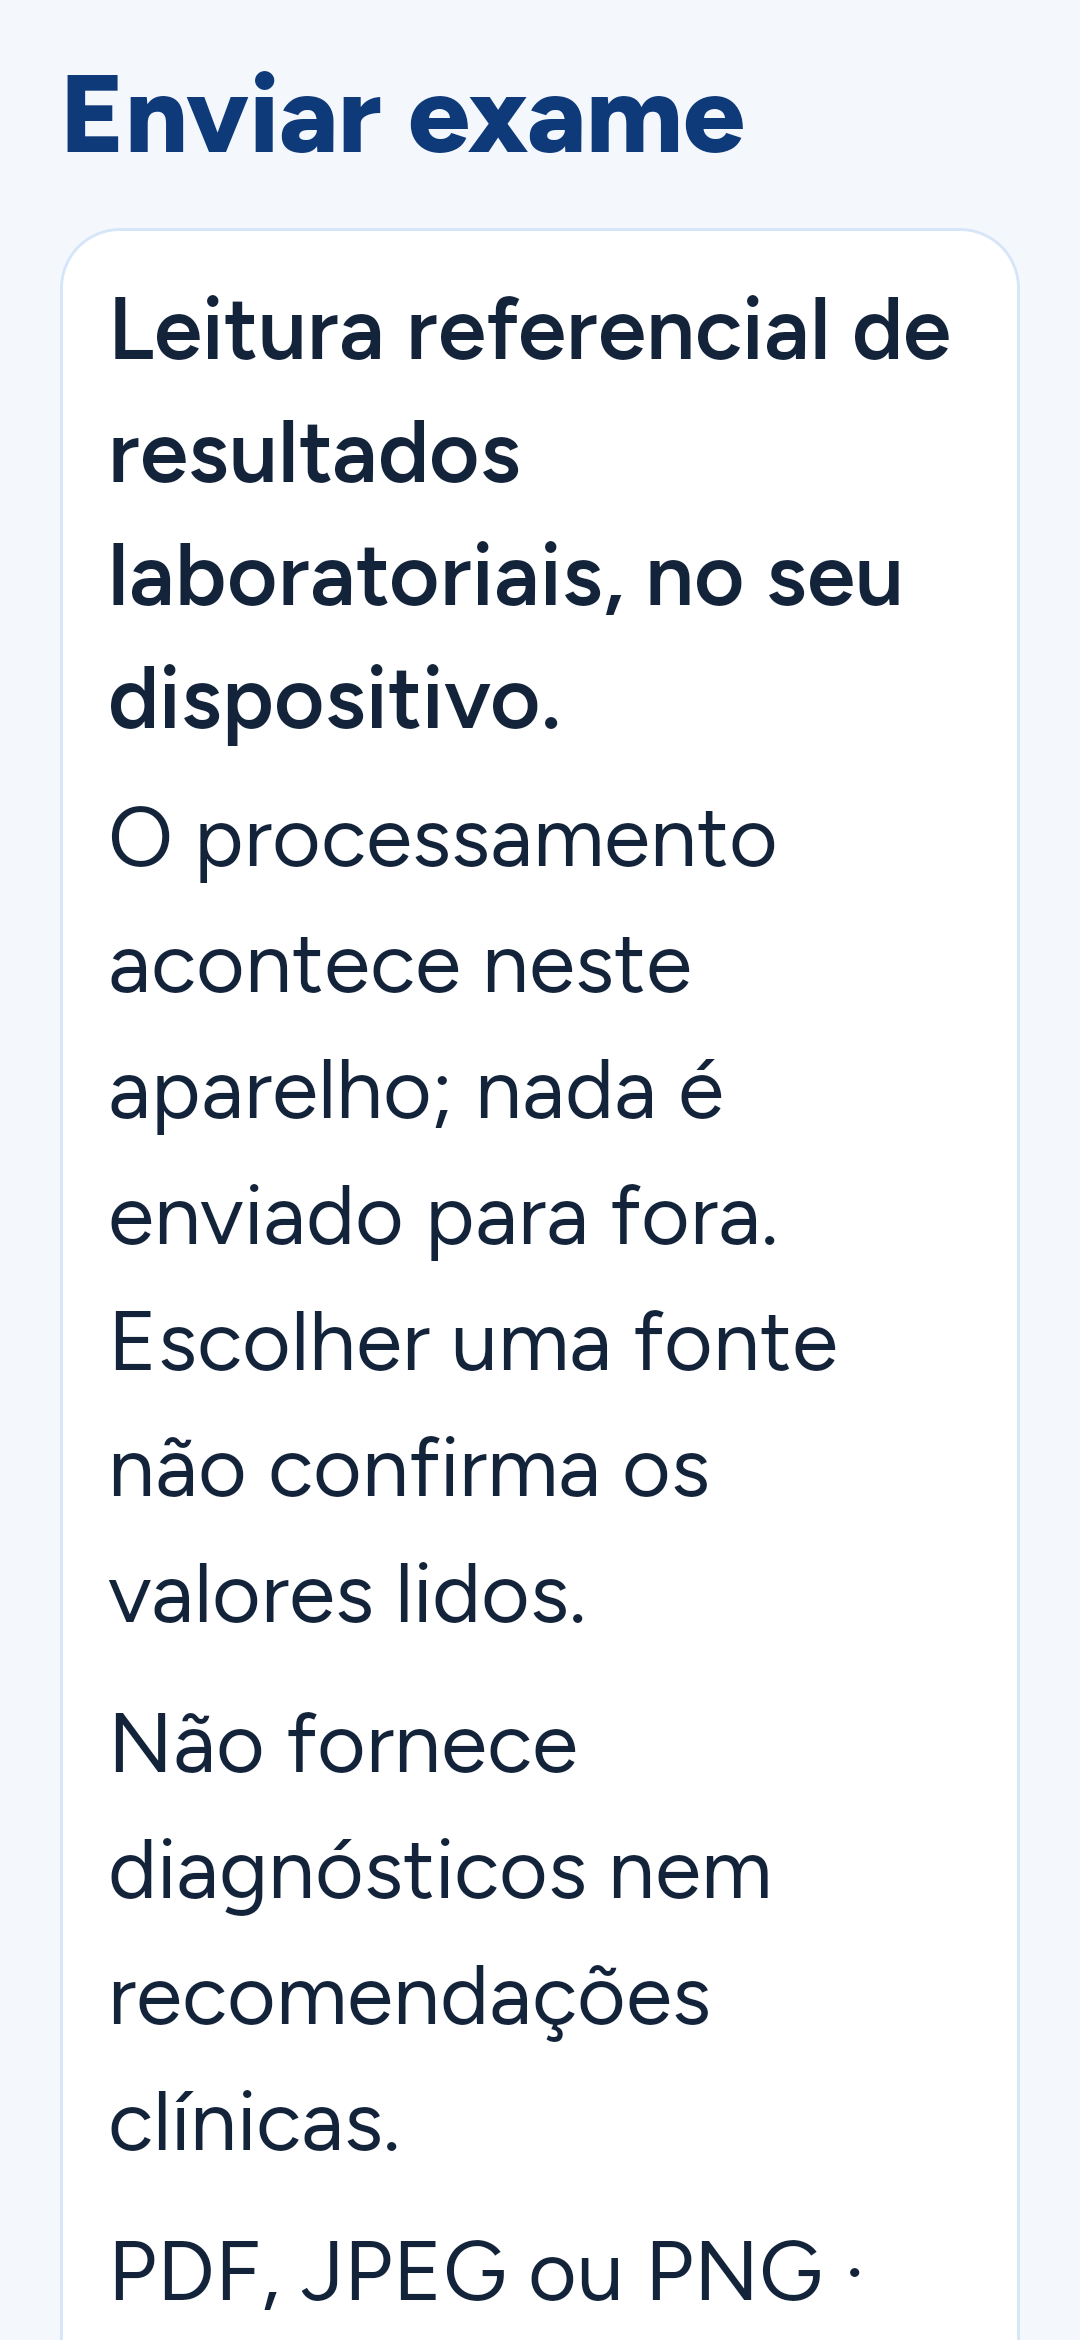 Enviar exame
Leitura referencial de
resultados
laboratoriais, no seu
dispositivo.
O processamento
acontece neste
aparelho; nada é
enviado para fora.
Escolher uma fonte
não confirma os
valores lidos.
Não fornece
diagnósticos nem
recomendações
clínicas.
PDF, JPEG ou PNG ·